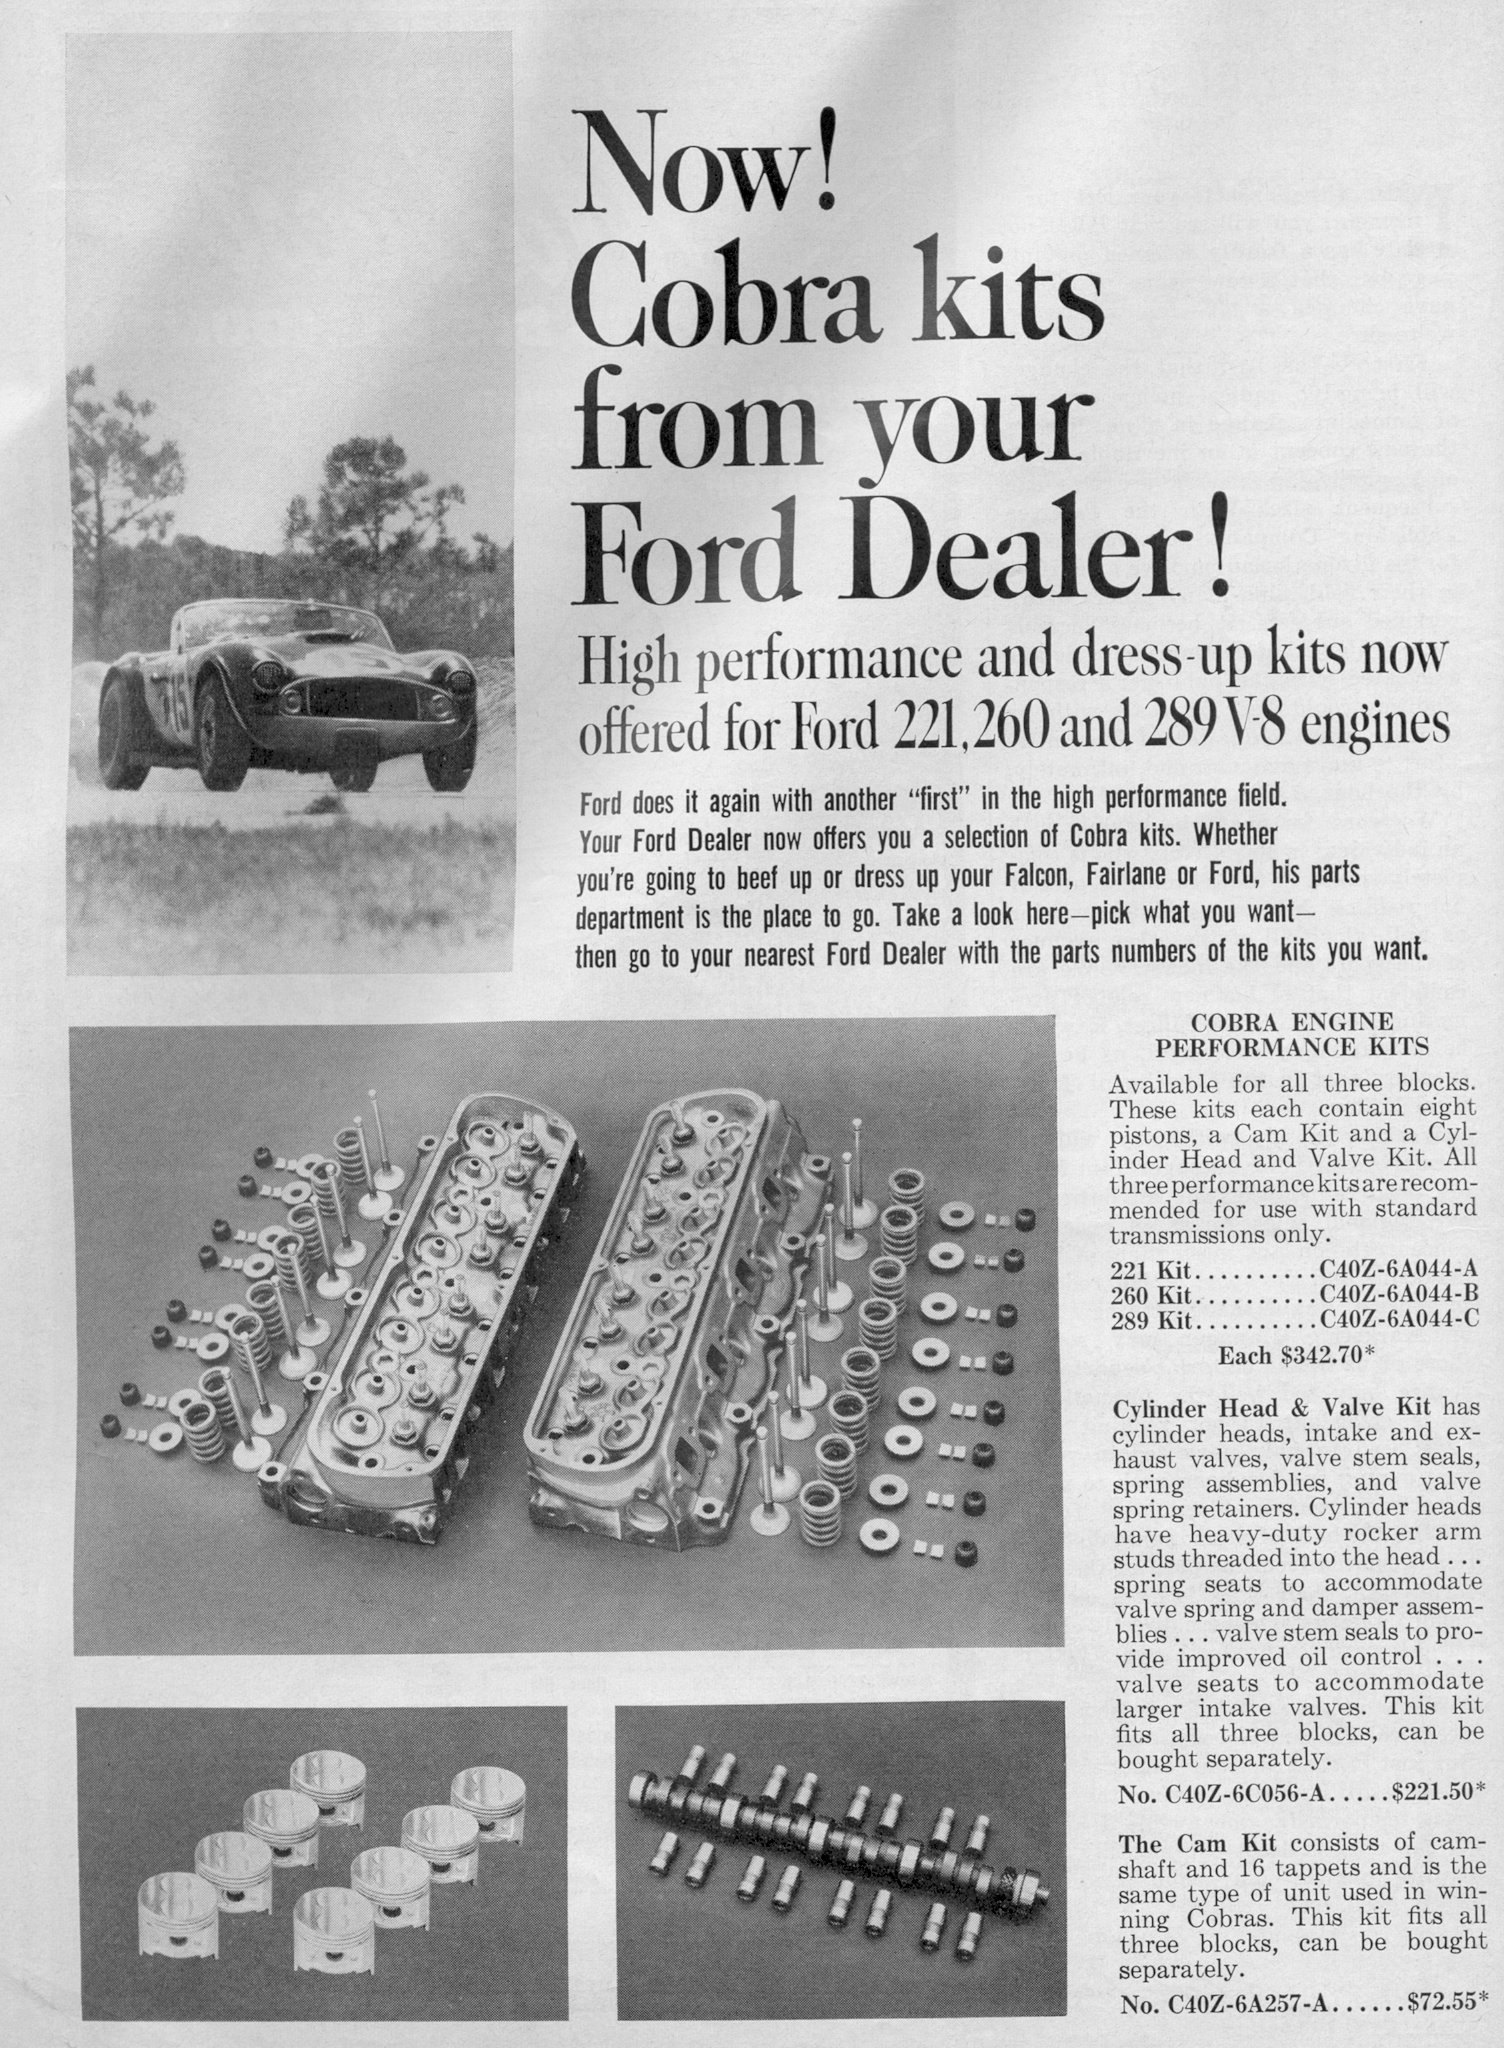 Now!
Cobra kits
from your
Ford Dealer!
High performance and dress-up kits now
offered for Ford 221, 260 and 289 V-8 engines
Ford does it again with another “first” in the high performance field.
Your Ford Dealer now offers you a selection of Cobra kits. Whether
you're going to beef up or dress up your Falcon, Fairlane or Ford, his parts
department is the place to go. Take a look here—pick what you want—
then go to your nearest Ford Dealer with the parts numbers of the kits you want.
COBRA ENGINE
PERFORMANCE KITS
Available for all three blocks.
These kits each contain eight
pistons, a Cam Kit and a Cyl-
inder Head and Valve Kit. All
three performance kits are recom-
mended for use with standard
transmissions only.
221 Kit..........C40Z-6A044-A
260 Kit..........C40Z-6A044-B
289 Kit..........C40Z-6A044-C
Each $342.70*
Cylinder Head & Valve Kit has
cylinder heads, intake and ex-
haust valves, valve stem seals,
spring assemblies, and valve
spring retainers. Cylinder heads
have heavy-duty rocker arm
studs threaded into the head . . .
spring seats to accommodate
valve spring and damper assem-
blies . . . valve stem seals to pro-
vide improved oil control . . .
valve seats to accommodate
larger intake valves. This kit
fits all three blocks, can be
bought separately.
No. C40Z-6C056-A.....$221.50*
The Cam Kit consists of cam-
shaft and 16 tappets and is the
same type of unit used in win-
ning Cobras. This kit fits all
three blocks, can be bought
separately.
No. C40Z-6A257-A......$72.55*